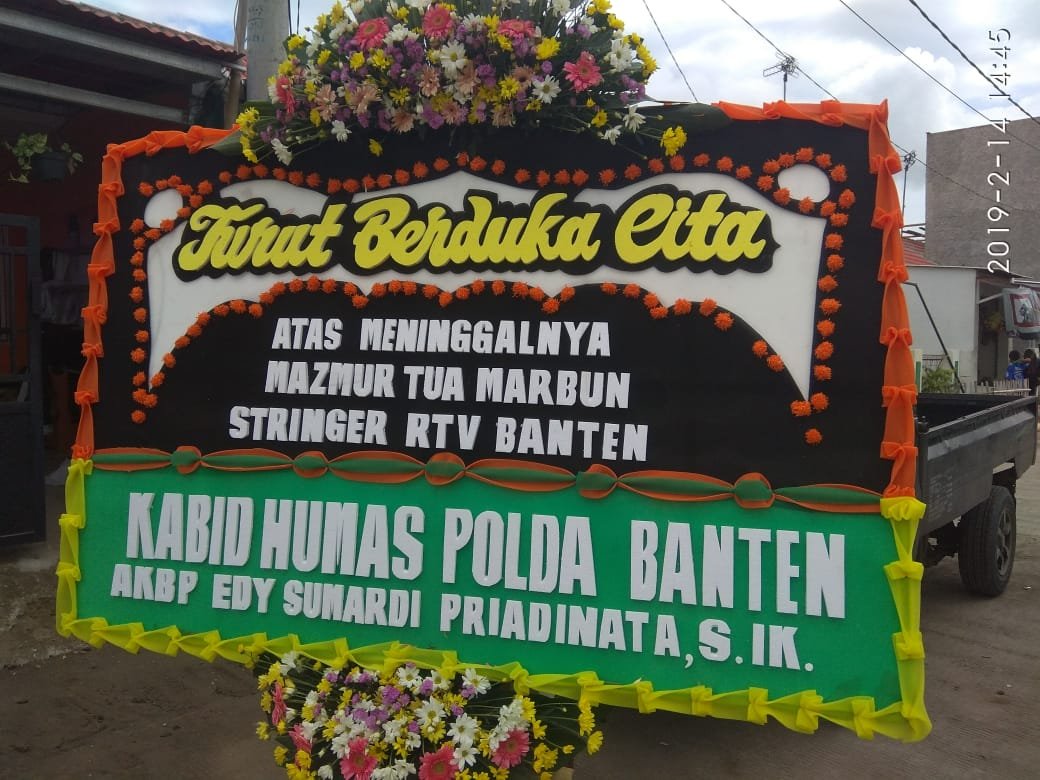 Turut Berduka Cita
ATAS MENINGGALNYA
MAZMUR TUA MARBUN
STRINGER RTV BANTEN
KABID HUMAS POLDA BANTEN
AKBP EDY SUMARDI PRIADINATA, S.IK.
2019-2-14 14:45